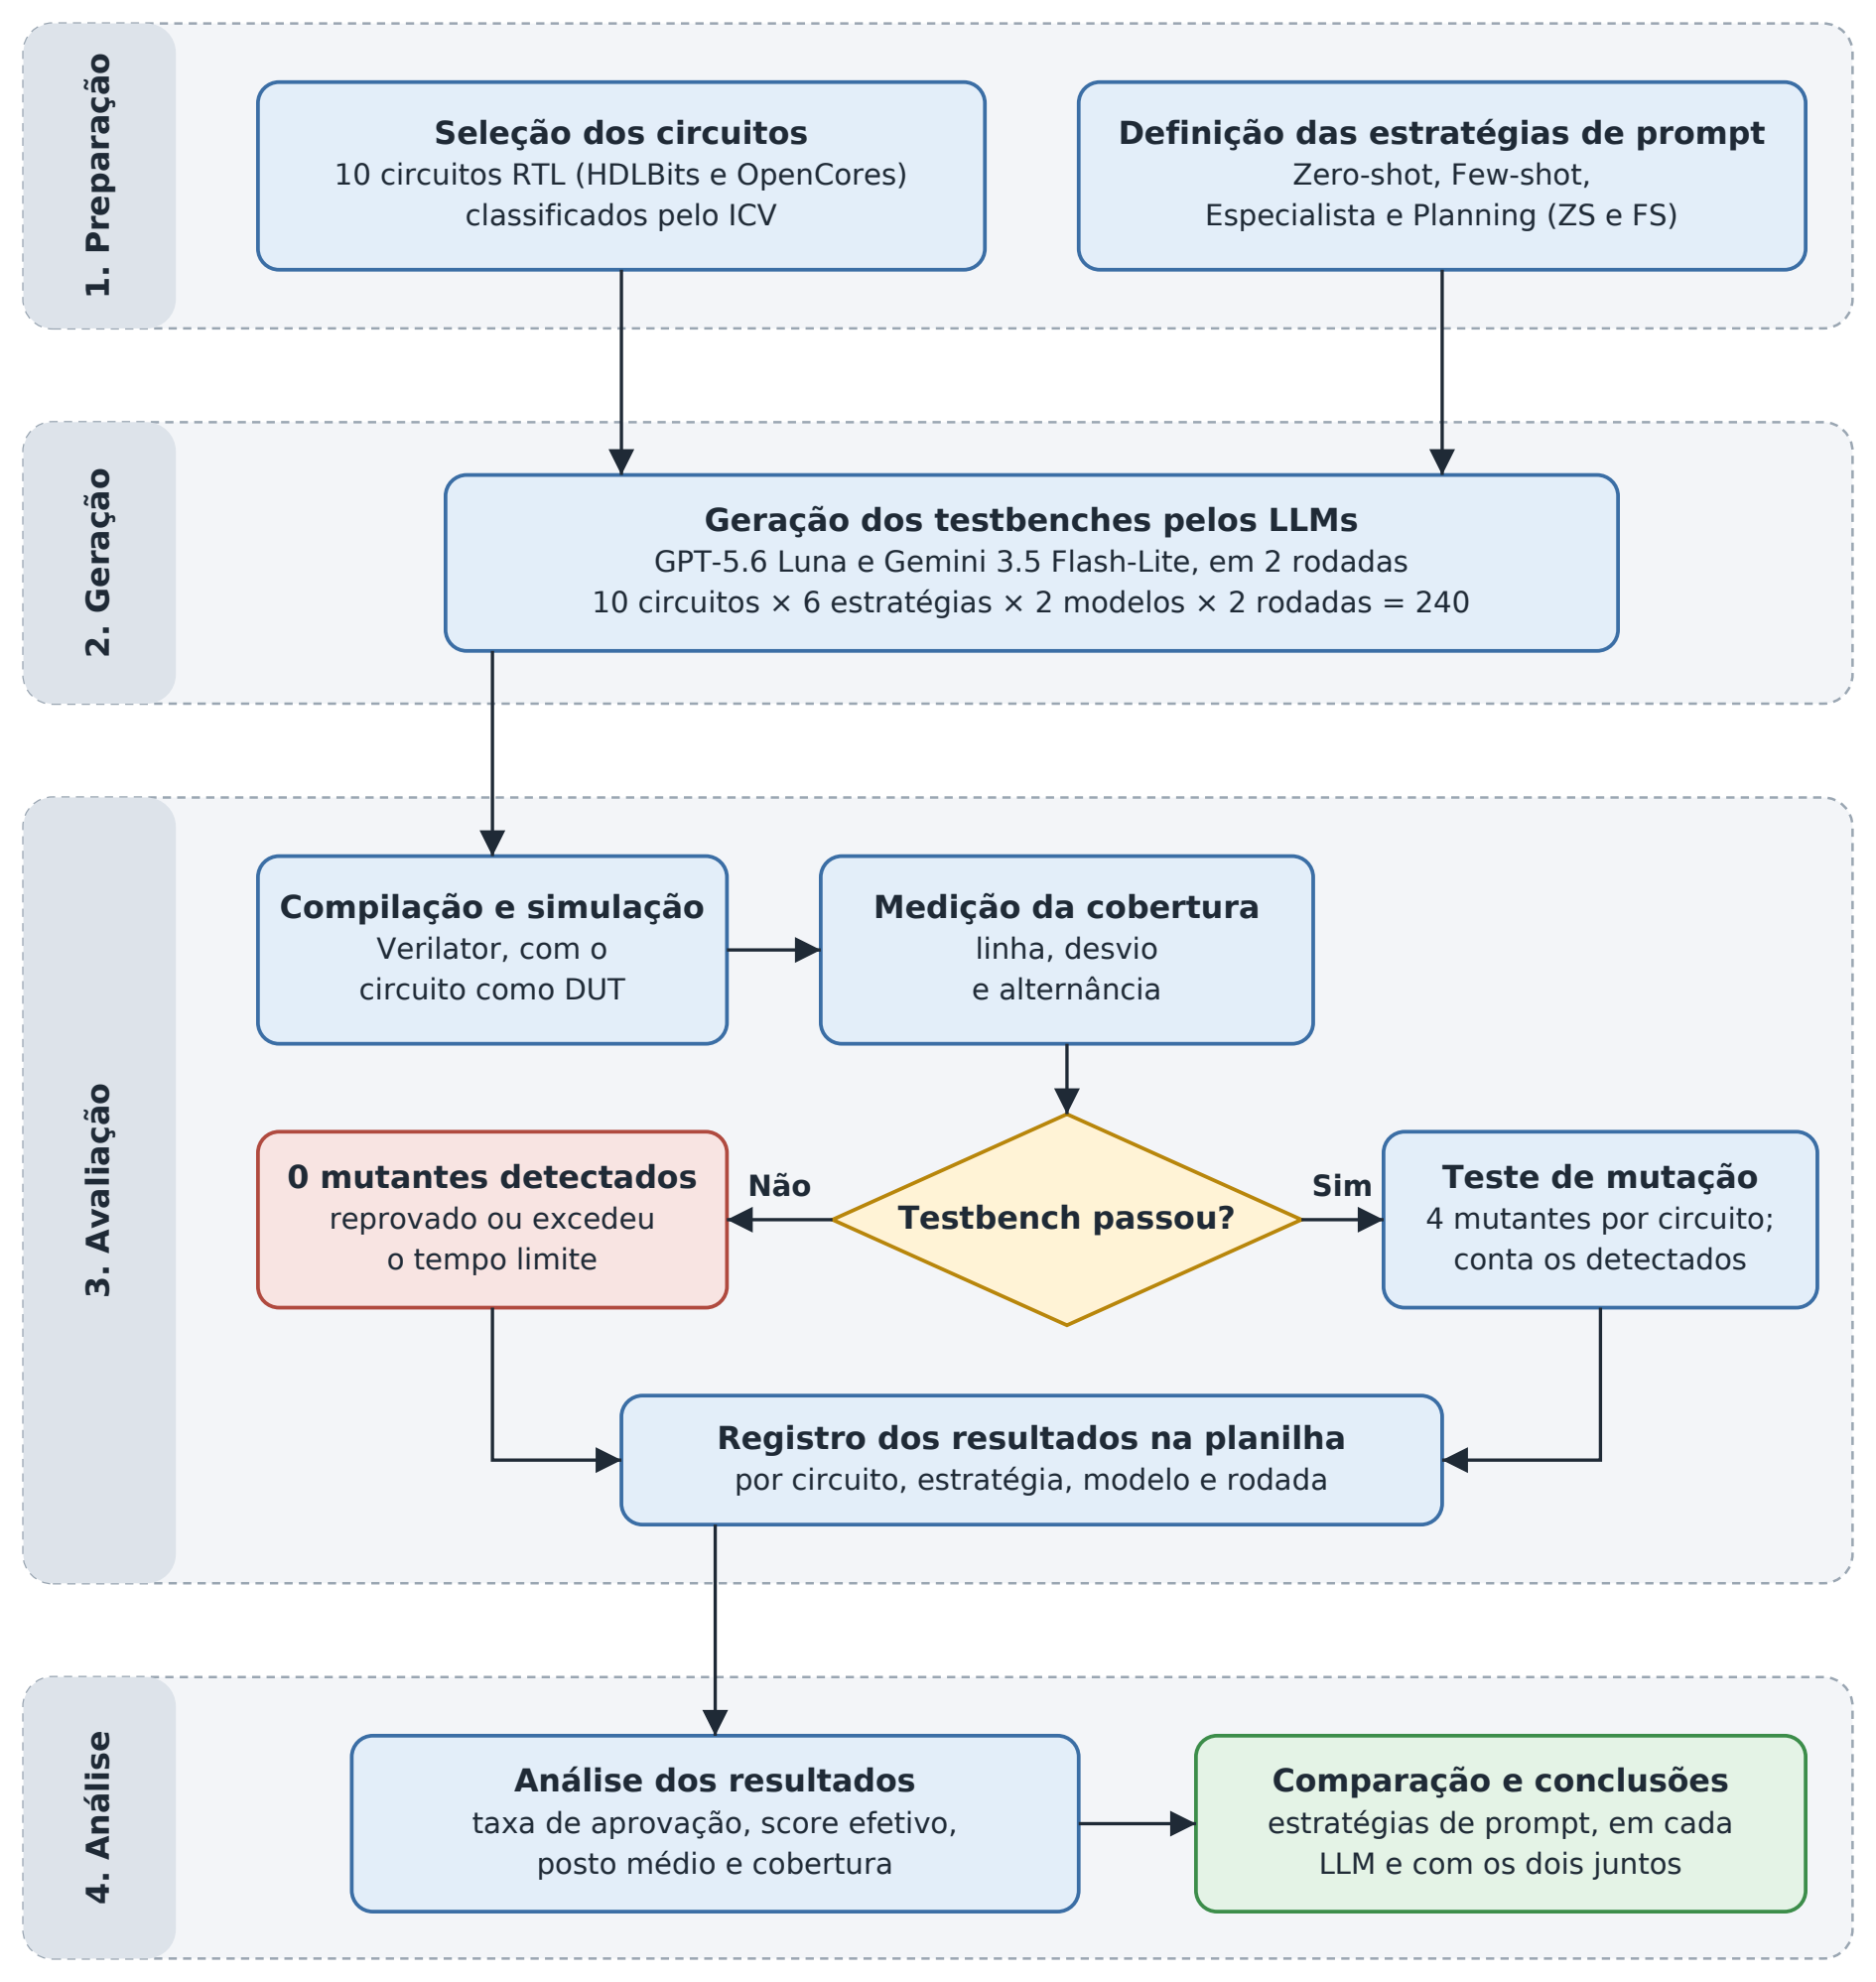 1. Preparação
Seleção dos circuitos
10 circuitos RTL (HDLBits e OpenCores)
classificados pelo ICV
Definição das estratégias de prompt
Zero-shot, Few-shot,
Especialista e Planning (ZS e FS)
2. Geração
Geração dos testbenches pelos LLMs
GPT-5.6 Luna e Gemini 3.5 Flash-Lite, em 2 rodadas
10 circuitos × 6 estratégias × 2 modelos × 2 rodadas = 240
3. Avaliação
Compilação e simulação
Verilator, com o
circuito como DUT
Medição da cobertura
linha, desvio
e alternância
0 mutantes detectados
reprovado ou excedeu
o tempo limite
Não
Testbench passou?
Sim
Teste de mutação
4 mutantes por circuito;
conta os detectados
Registro dos resultados na planilha
por circuito, estratégia, modelo e rodada
4. Análise
Análise dos resultados
taxa de aprovação, score efetivo,
posto médio e cobertura
Comparação e conclusões
estratégias de prompt, em cada
LLM e com os dois juntos